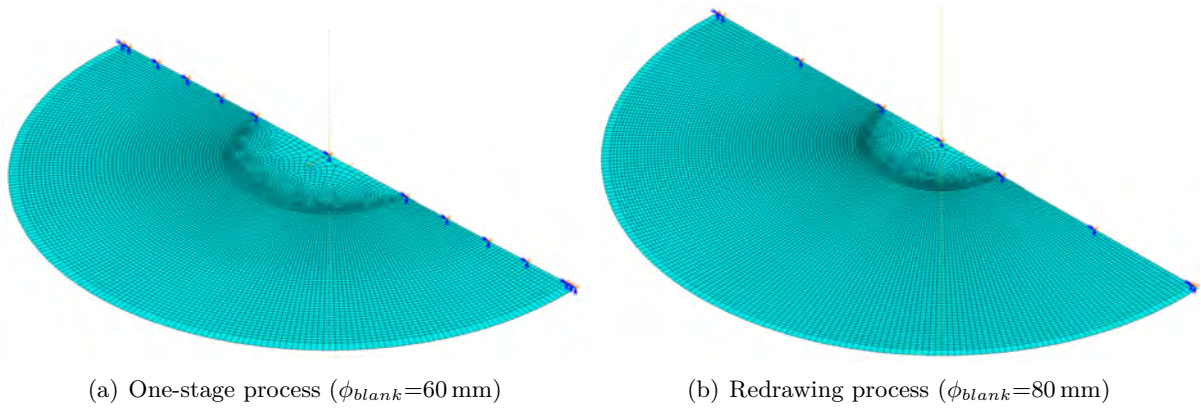 (a) One-stage process (ϕblank=60 mm)
(b) Redrawing process (ϕblank=80 mm)